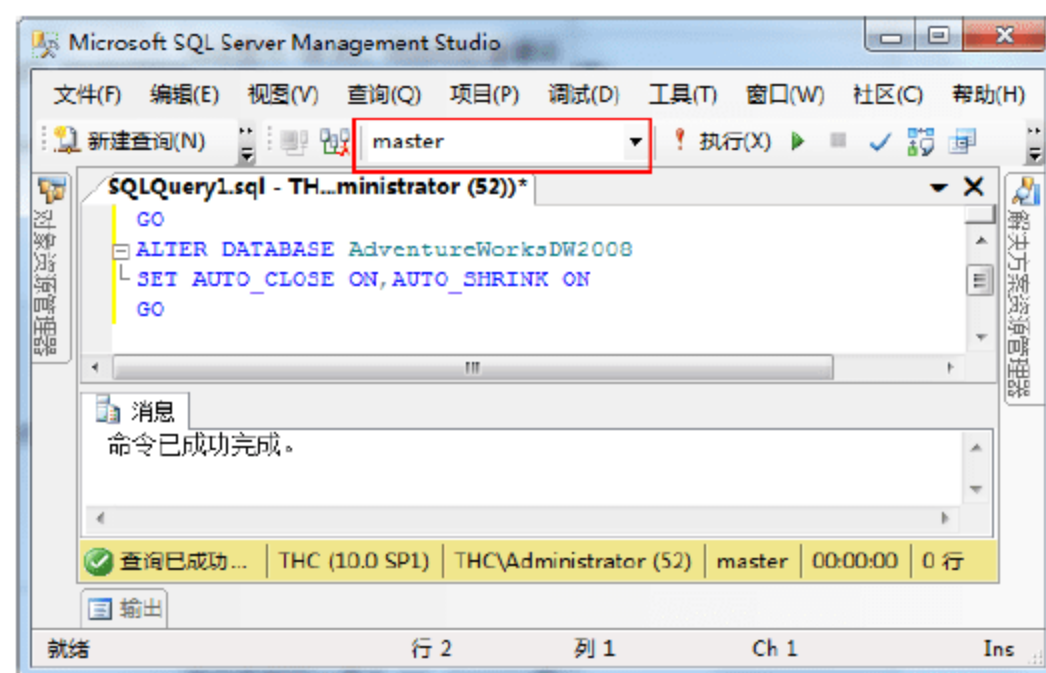 Microsoft SQL Server Management Studio
文件(F) 编辑(E) 视图(V) 查询(Q) 项目(P) 调试(D) 工具(T) 窗口(W) 社区(C) 帮助(H)
新建查询(N) master 执行(X)
SQLQuery1.sql - TH...ministrator (52))*
对象资源管理器
GO
ALTER DATABASE AdventureWorksDW2008
SET AUTO_CLOSE ON,AUTO_SHRINK ON
GO
解决方案资源管理器
消息
命令已成功完成。
查询已成功... THC (10.0 SP1) THC\Administrator (52) master 00:00:00 0 行
输出
就绪 行 2 列 1 Ch 1 Ins